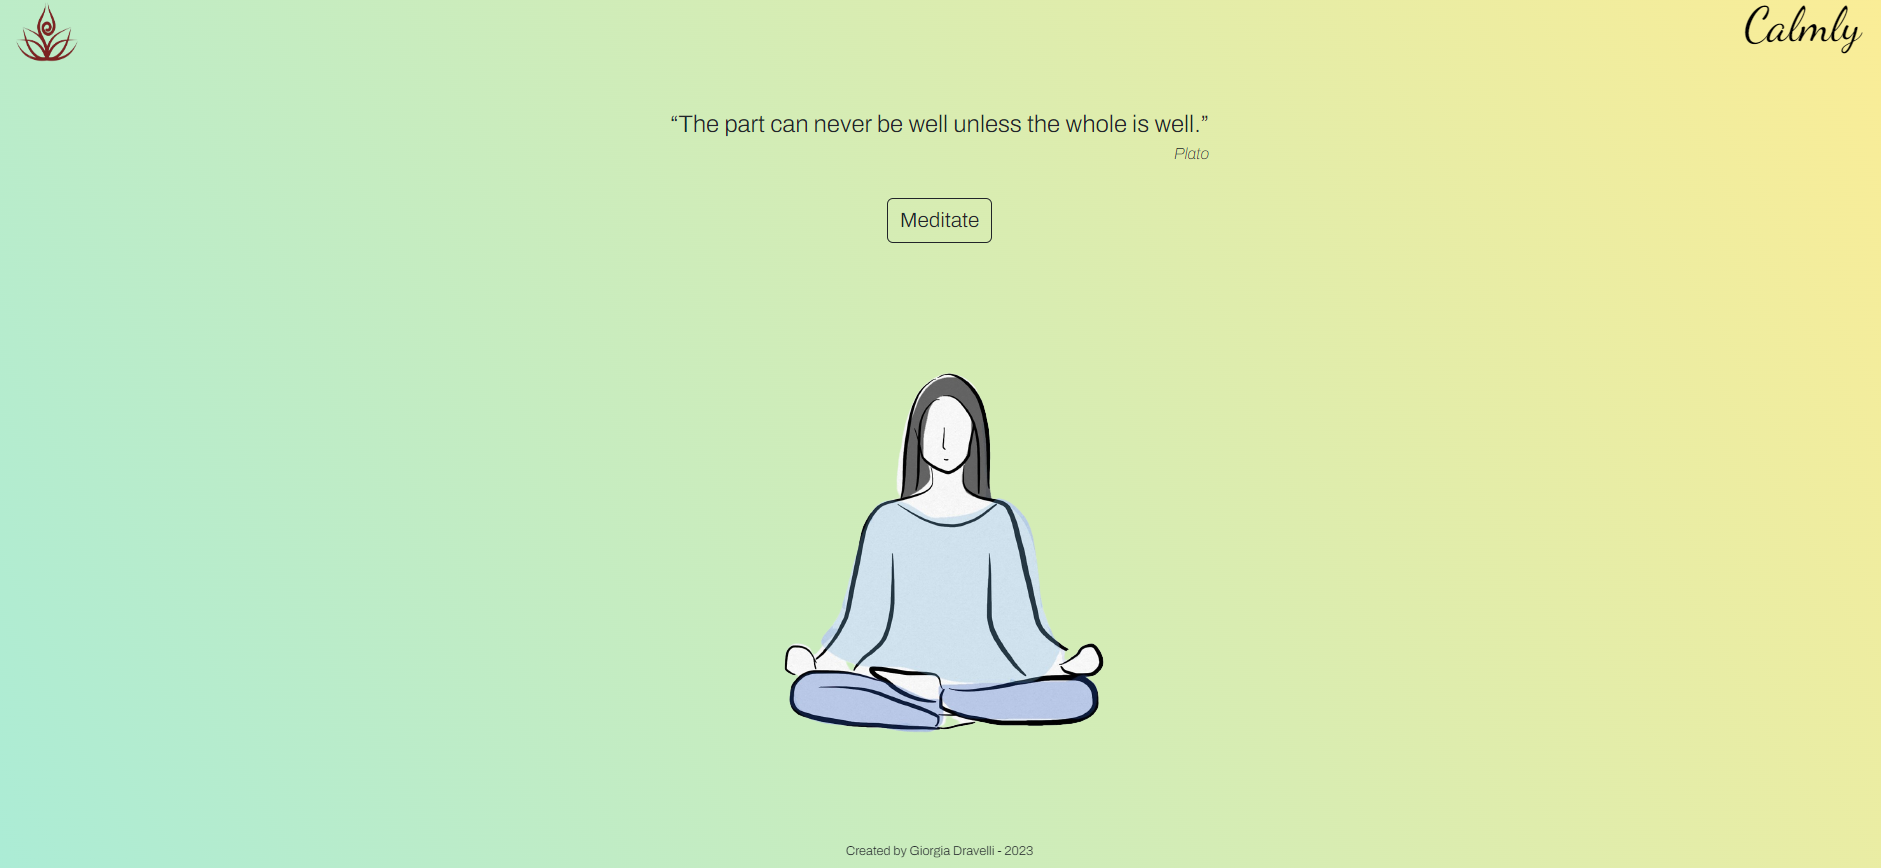 Calmly
“The part can never be well unless the whole is well.”
Plato
Meditate
Created by Giorgia Dravelli - 2023